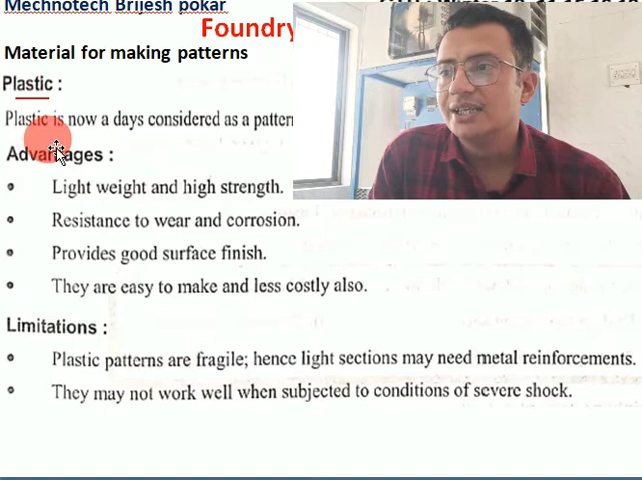 Mechnotech Brijesh pokar
Foundry
Material for making patterns
Plastic :
Plastic is now a days considered as a pattern
Advantages :
• Light weight and high strength.
• Resistance to wear and corrosion.
• Provides good surface finish.
• They are easy to make and less costly also.
Limitations :
• Plastic patterns are fragile; hence light sections may need metal reinforcements.
• They may not work well when subjected to conditions of severe shock.